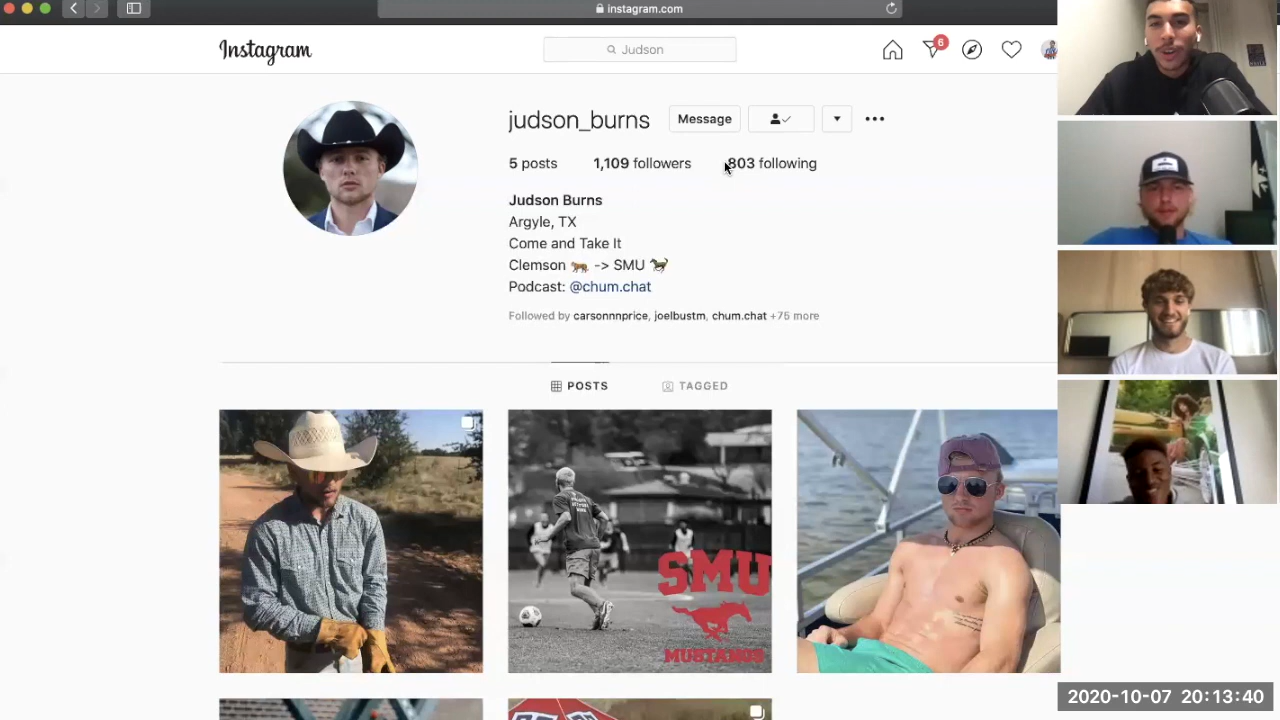 instagram.com
Instagram
Judson
6
judson_burns
Message
5 posts
1,109 followers
803 following
Judson Burns
Argyle, TX
Come and Take It
Clemson 🐅 -> SMU 🐎
Podcast: @chum.chat
Followed by carsonnnprice, joelbustm, chum.chat +75 more
POSTS
TAGGED
SMU
MUSTANGS
2020-10-07 20:13:40